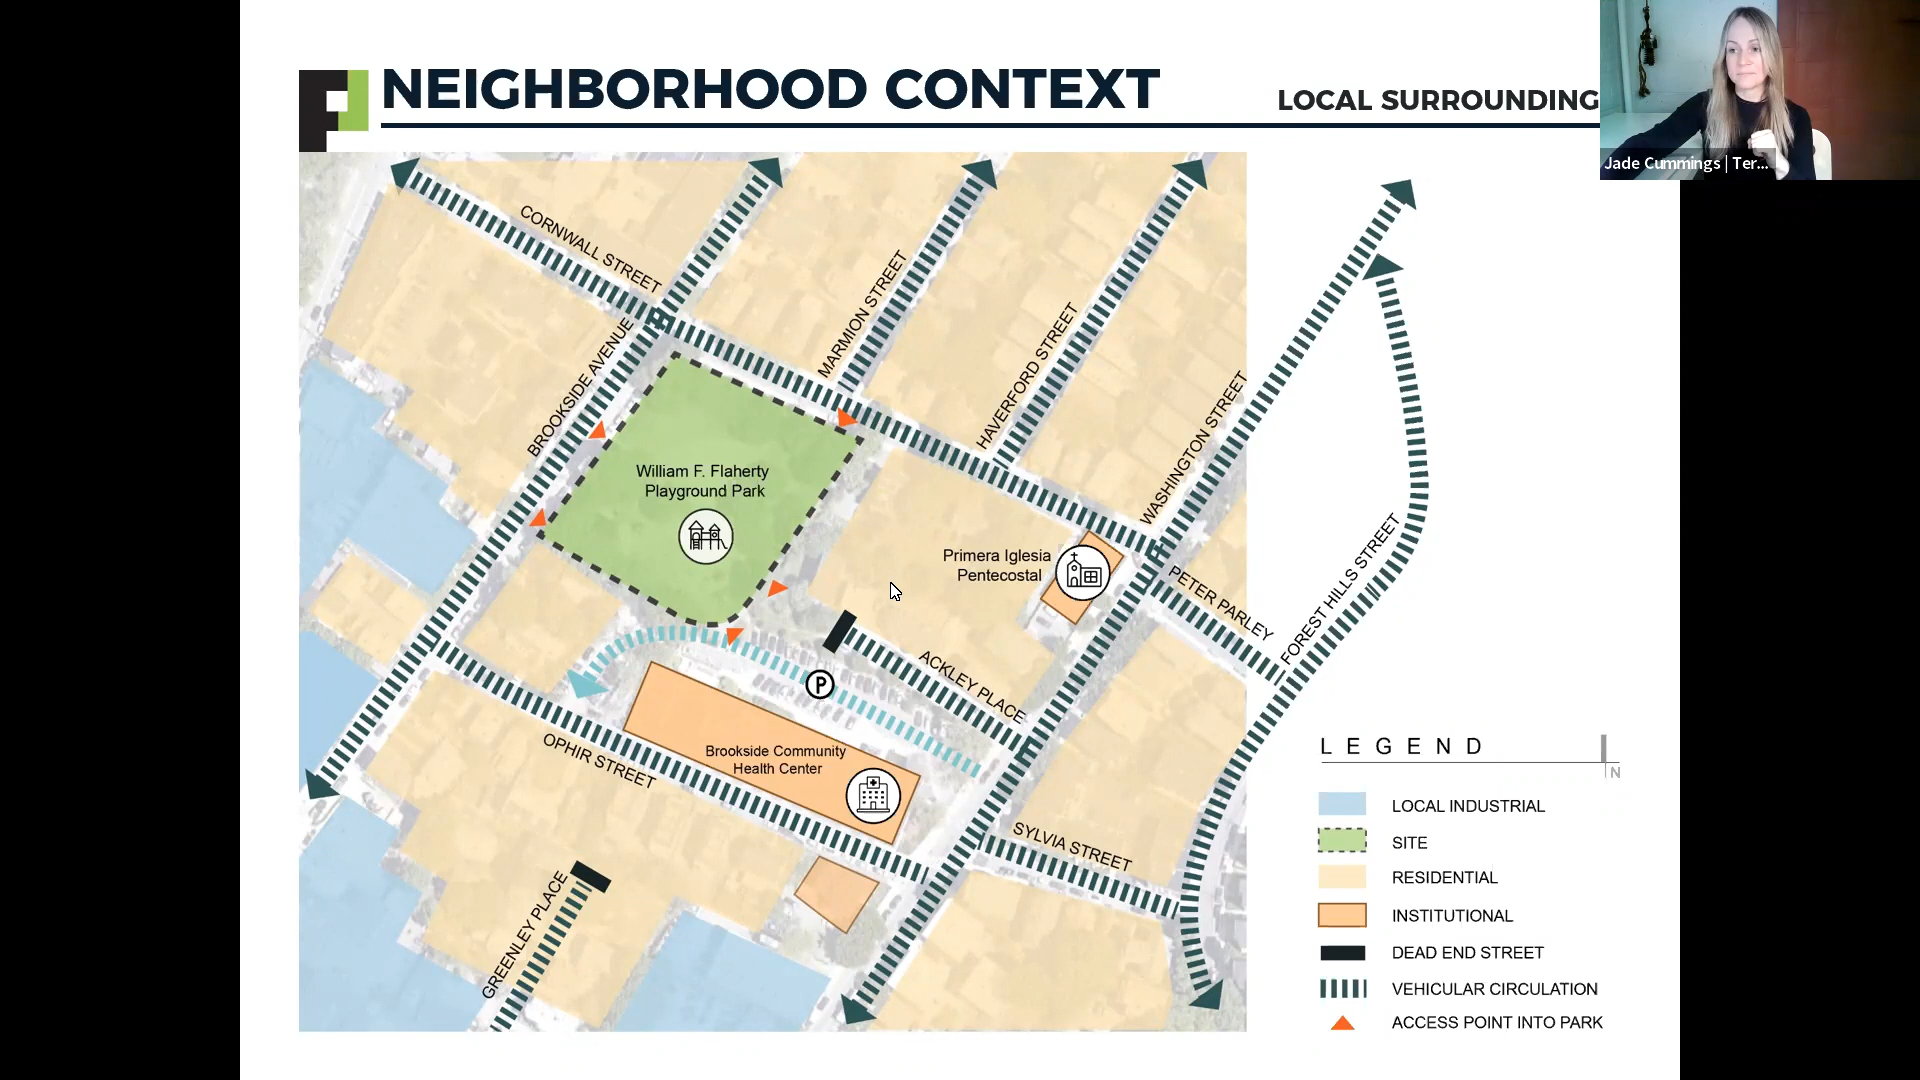 NEIGHBORHOOD CONTEXT
LOCAL SURROUNDING
Jade Cummings | Ter...
CORNWALL STREET
BROOKSIDE AVENUE
MARMION STREET
HAVERFORD STREET
WASHINGTON STREET
William F. Flaherty
Playground Park
Primera Iglesia
Pentecostal
PETER PARLEY
FOREST HILLS STREET
ACKLEY PLACE
P
OPHIR STREET
Brookside Community
Health Center
SYLVIA STREET
GREENLEY PLACE
LEGEND
N
LOCAL INDUSTRIAL
SITE
RESIDENTIAL
INSTITUTIONAL
DEAD END STREET
VEHICULAR CIRCULATION
ACCESS POINT INTO PARK